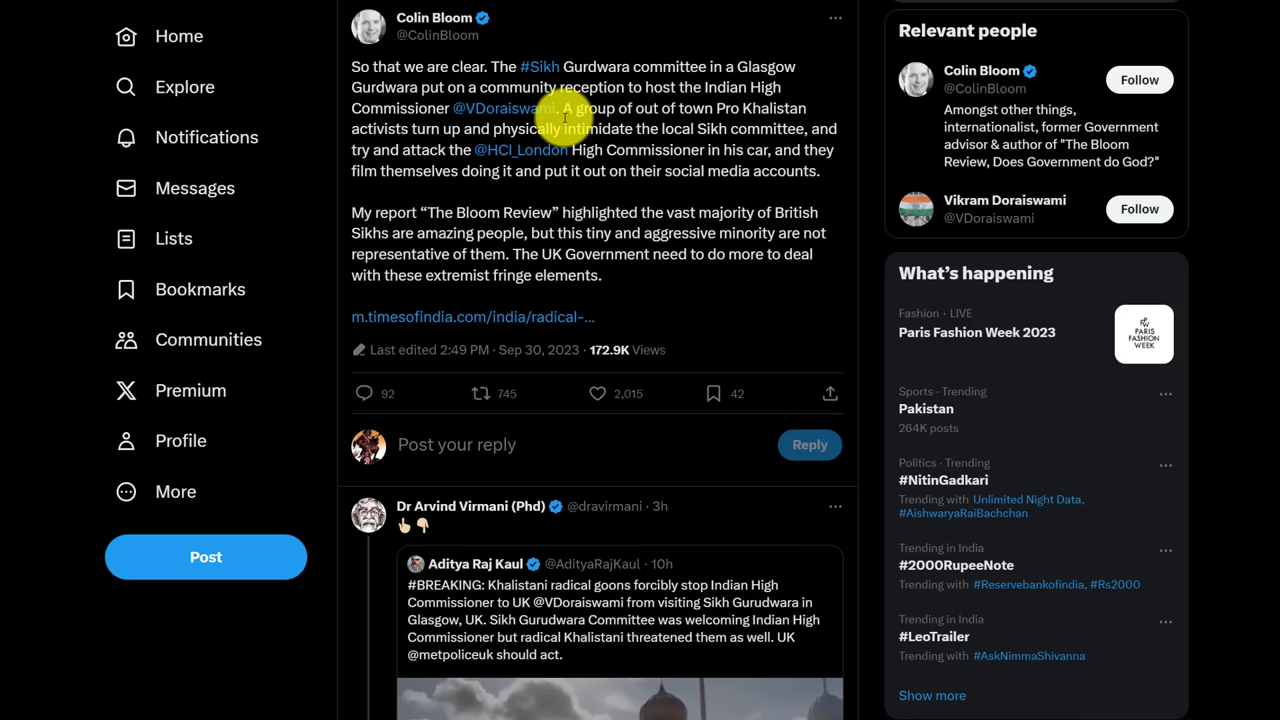 Home
Explore
Notifications
Messages
Lists
Bookmarks
Communities
Premium
Profile
More
Post
Colin Bloom
@ColinBloom
So that we are clear. The #Sikh Gurdwara committee in a Glasgow
Gurdwara put on a community reception to host the Indian High
Commissioner @VDoraiswami. A group of out of town Pro Khalistan
activists turn up and physically intimidate the local Sikh committee, and
try and attack the @HCI_London High Commissioner in his car, and they
film themselves doing it and put it out on their social media accounts.
My report “The Bloom Review” highlighted the vast majority of British
Sikhs are amazing people, but this tiny and aggressive minority are not
representative of them. The UK Government need to do more to deal
with these extremist fringe elements.
m.timesofindia.com/india/radical-...
Last edited 2:49 PM · Sep 30, 2023 · 172.9K Views
92 745 2,015 42
Post your reply
Reply
Dr Arvind Virmani (Phd) @dravirmani · 3h
Aditya Raj Kaul @AdityaRajKaul · 10h
#BREAKING: Khalistani radical goons forcibly stop Indian High
Commissioner to UK @VDoraiswami from visiting Sikh Gurudwara in
Glasgow, UK. Sikh Gurudwara Committee was welcoming Indian High
Commissioner but radical Khalistani threatened them as well. UK
@metpoliceuk should act.
Relevant people
Colin Bloom
@ColinBloom
Follow
Amongst other things,
internationalist, former Government
advisor & author of "The Bloom
Review, Does Government do God?"
Vikram Doraiswami
@VDoraiswami
Follow
What’s happening
Fashion · LIVE
Paris Fashion Week 2023
PARIS
FASHION
WEEK
Sports · Trending
Pakistan
264K posts
Politics · Trending
#NitinGadkari
Trending with Unlimited Night Data,
#AishwaryaRaiBachchan
Trending in India
#2000RupeeNote
Trending with #Reservebankofindia, #Rs2000
Trending in India
#LeoTrailer
Trending with #AskNimmaShivanna
Show more